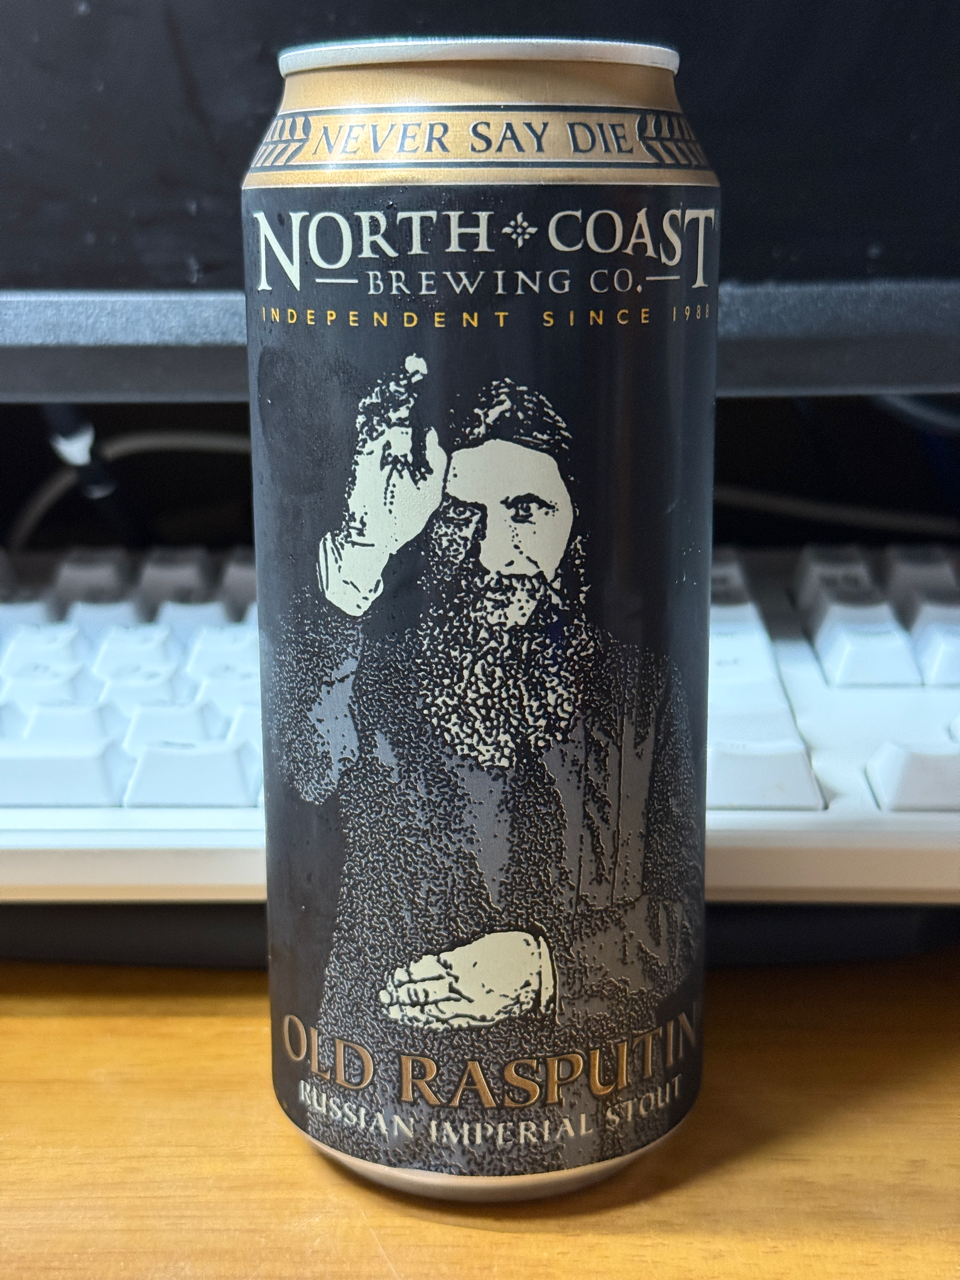 NEVER SAY DIE
NORTH COAST
BREWING CO.
INDEPENDENT SINCE 1988
OLD RASPUTIN
RUSSIAN IMPERIAL STOUT